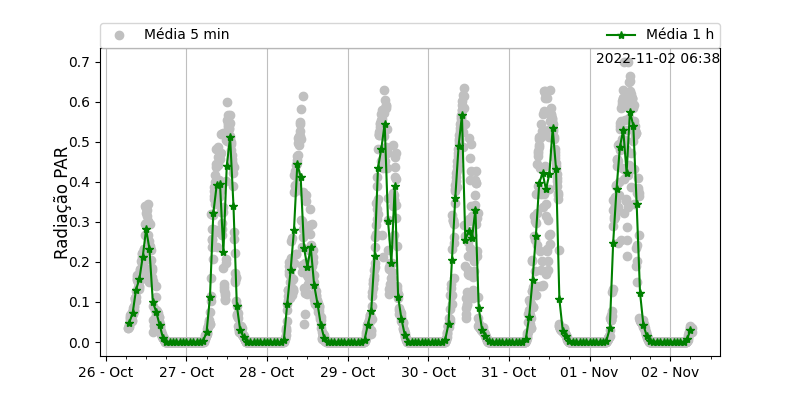 Média 5 min
Média 1 h
2022-11-02 06:38
Radiação PAR
0.7
0.6
0.5
0.4
0.3
0.2
0.1
0.0
26 - Oct
27 - Oct
28 - Oct
29 - Oct
30 - Oct
31 - Oct
01 - Nov
02 - Nov